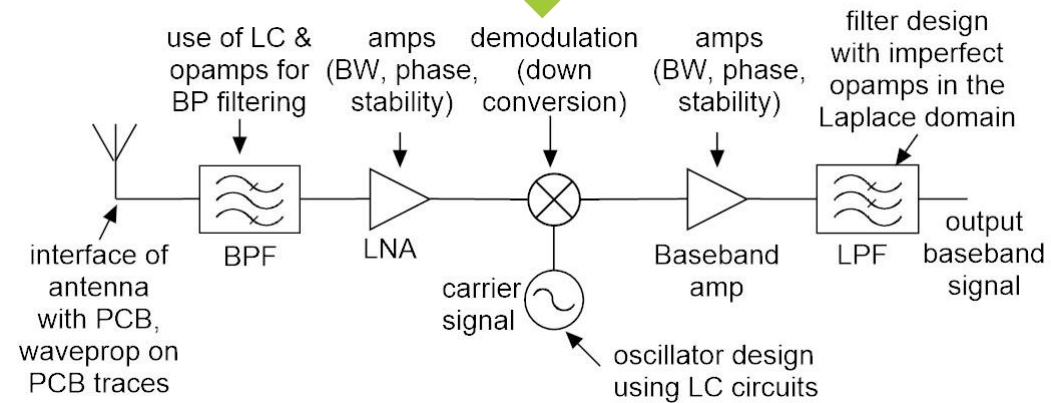 use of LC &
opamps for
BP filtering
amps
(BW, phase,
stability)
demodulation
(down
conversion)
amps
(BW, phase,
stability)
filter design
with imperfect
opamps in the
Laplace domain
BPF
LNA
Baseband
amp
LPF
output
baseband
signal
interface of
antenna
with PCB,
waveprop on
PCB traces
carrier
signal
oscillator design
using LC circuits